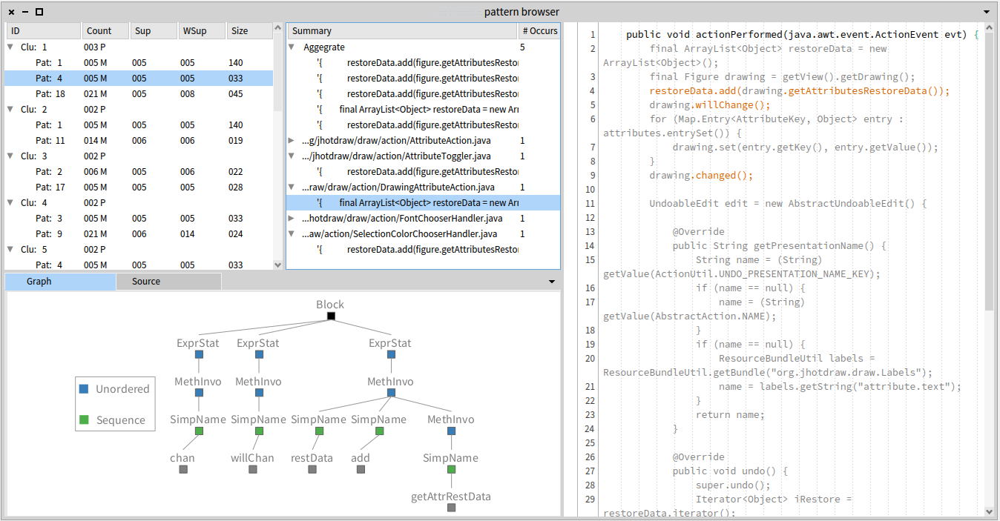 pattern browser
ID Count Sup WSup Size
Clu: 1 003 P
Pat: 1 005 M 005 005 140
Pat: 4 005 M 005 005 033
Pat: 18 021 M 005 008 045
Clu: 2 002 P
Pat: 1 005 M 005 005 140
Pat: 11 014 M 006 006 019
Clu: 3 002 P
Pat: 2 006 M 005 006 022
Pat: 17 005 M 005 005 028
Clu: 4 002 P
Pat: 3 005 M 005 005 033
Pat: 9 021 M 006 014 024
Clu: 5 002 P
Pat: 4 005 M 005 005 033
Summary # Occurs
Aggegrate 5
'{ restoreData.add(figure.getAttributesRestor
'{ restoreData.add(figure.getAttributesRestor
'{ restoreData.add(figure.getAttributesRestor
'{ final ArrayList<Object> restoreData = new Arr
'{ restoreData.add(figure.getAttributesRestor
...g/jhotdraw/draw/action/AttributeAction.java 1
.../jhotdraw/draw/action/AttributeToggler.java 1
'{ restoreData.add(figure.getAttributesRestor
...raw/draw/action/DrawingAttributeAction.java 1
'{ final ArrayList<Object> restoreData = new Arr
...hotdraw/draw/action/FontChooserHandler.java 1
...aw/action/SelectionColorChooserHandler.java 1
'{ restoreData.add(figure.getAttributesRestor
Graph Source
Block
ExprStat ExprStat ExprStat
MethInvo MethInvo MethInvo
Unordered
Sequence
SimpName SimpName SimpName SimpName MethInvo
chan willChan restData add SimpName
getAttrRestData
1 public void actionPerformed(java.awt.event.ActionEvent evt) {
2 final ArrayList<Object> restoreData = new
ArrayList<Object>();
3 final Figure drawing = getView().getDrawing();
4 restoreData.add(drawing.getAttributesRestoreData());
5 drawing.willChange();
6 for (Map.Entry<AttributeKey, Object> entry :
attributes.entrySet()) {
7 drawing.set(entry.getKey(), entry.getValue());
8 }
9 drawing.changed();
10
11 UndoableEdit edit = new AbstractUndoableEdit() {
12
13 @Override
14 public String getPresentationName() {
15 String name = (String)
getValue(ActionUtil.UNDO_PRESENTATION_NAME_KEY);
16 if (name == null) {
17 name = (String)
getValue(AbstractAction.NAME);
18 }
19 if (name == null) {
20 ResourceBundleUtil labels =
ResourceBundleUtil.getBundle("org.jhotdraw.draw.Labels");
21 name = labels.getString("attribute.text");
22 }
23 return name;
24 }
25
26 @Override
27 public void undo() {
28 super.undo();
29 Iterator<Object> iRestore =
restoreData.iterator();